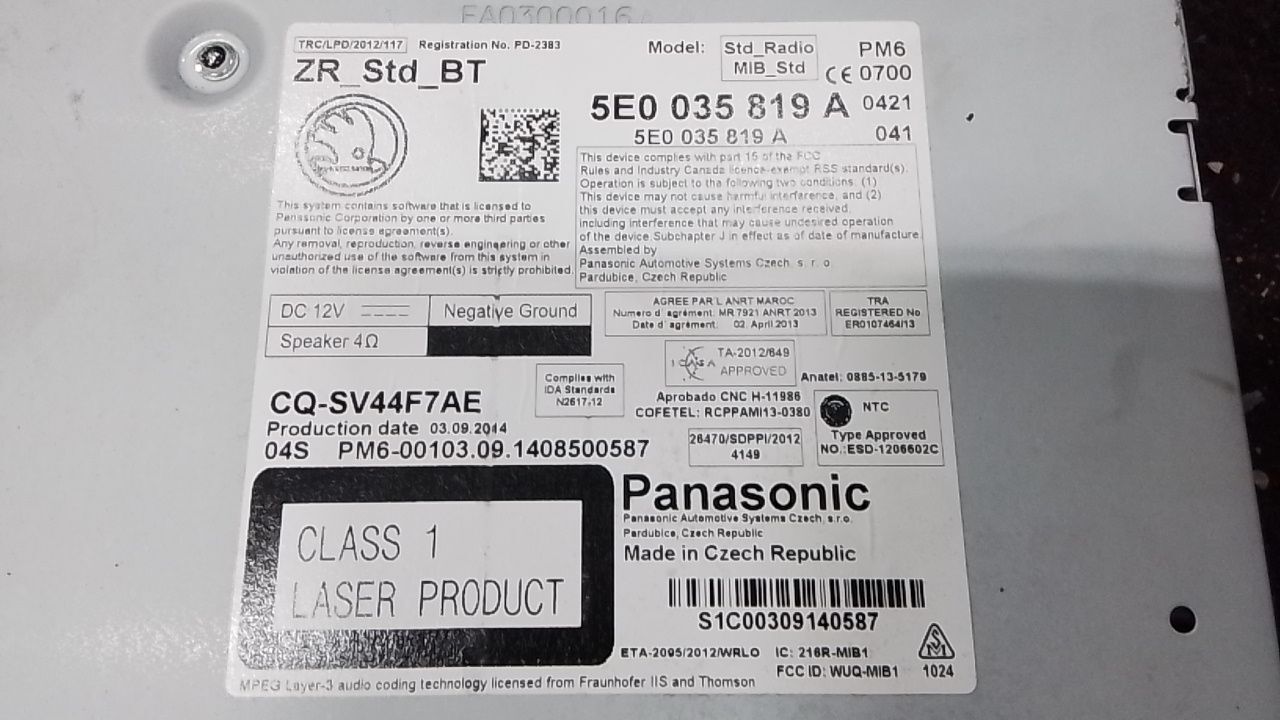 EA0300016
TRC/LPD/2012/117 Registration No. PD-2383
ZR_Std_BT
Model: Std_Radio
MIB_Std
PM6
CE 0700
5E0 035 819 A 0421
5E0 035 819 A 041
This device complies with part 15 of the FCC
Rules and Industry Canada licence-exempt RSS standard(s).
Operation is subject to the following two conditions: (1)
This device may not cause harmful interference, and (2)
this device must accept any interference received,
including interference that may cause undesired operation
of the device.Subchapter J in effect as of date of manufacture.
Assembled by
Panasonic Automotive Systems Czech, s. r. o.
Pardubice, Czech Republic
This system contains software that is licensed to
Panasonic Corporation by one or more third parties
pursuant to license agreement(s).
Any removal, reproduction, reverse engineering or other
unauthorized use of the software from this system in
violation of the license agreement(s) is strictly prohibited.
DC 12V Negative Ground
Speaker 4Ω
AGREE PAR L ANRT MAROC
Numero d' agrément: MR 7921 ANRT 2013
Date d' agrément: 02. April.2013
TRA
REGISTERED No
ER0107464/13
ICASA
TA-2012/649
APPROVED
Complies with
IDA Standards
N2617-12
Anatel: 0885-13-5179
Aprobado CNC H-11986
COFETEL: RCPPAMI13-0380
NTC
Type Approved
NO.:ESD-1206602C
26470/SDPPI/2012
4149
CQ-SV44F7AE
Production date 03.09.2014
04S PM6-00103.09.1408500587
CLASS 1
LASER PRODUCT
Panasonic
Panasonic Automotive Systems Czech, s.r.o.
Pardubice, Czech Republic
Made in Czech Republic
S1C00309140587
ETA-2095/2012/WRLO IC: 216R-MIB1
FCC ID: WUQ-MIB1
1024
MPEG Layer-3 audio coding technology licensed from Fraunhofer IIS and Thomson